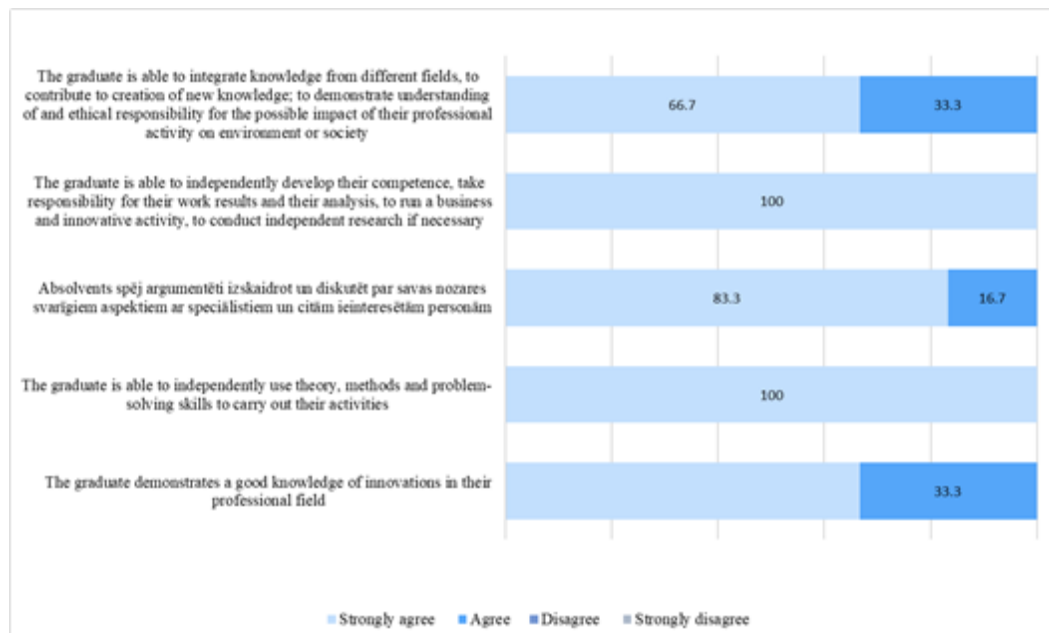 The graduate is able to integrate knowledge from different fields, to
contribute to creation of new knowledge; to demonstrate understanding
of and ethical responsibility for the possible impact of their professional
activity on environment or society
66.7
33.3
The graduate is able to independently develop their competence, take
responsibility for their work results and their analysis, to run a business
and innovative activity, to conduct independent research if necessary
100
Absolvents spēj argumentēti izskaidrot un diskutēt par savas nozares
svarīgiem aspektiem ar speciālistiem un citām ieinteresētām personām
83.3
16.7
The graduate is able to independently use theory, methods and problem-
solving skills to carry out their activities
100
The graduate demonstrates a good knowledge of innovations in their
professional field
33.3
Strongly agree
Agree
Disagree
Strongly disagree